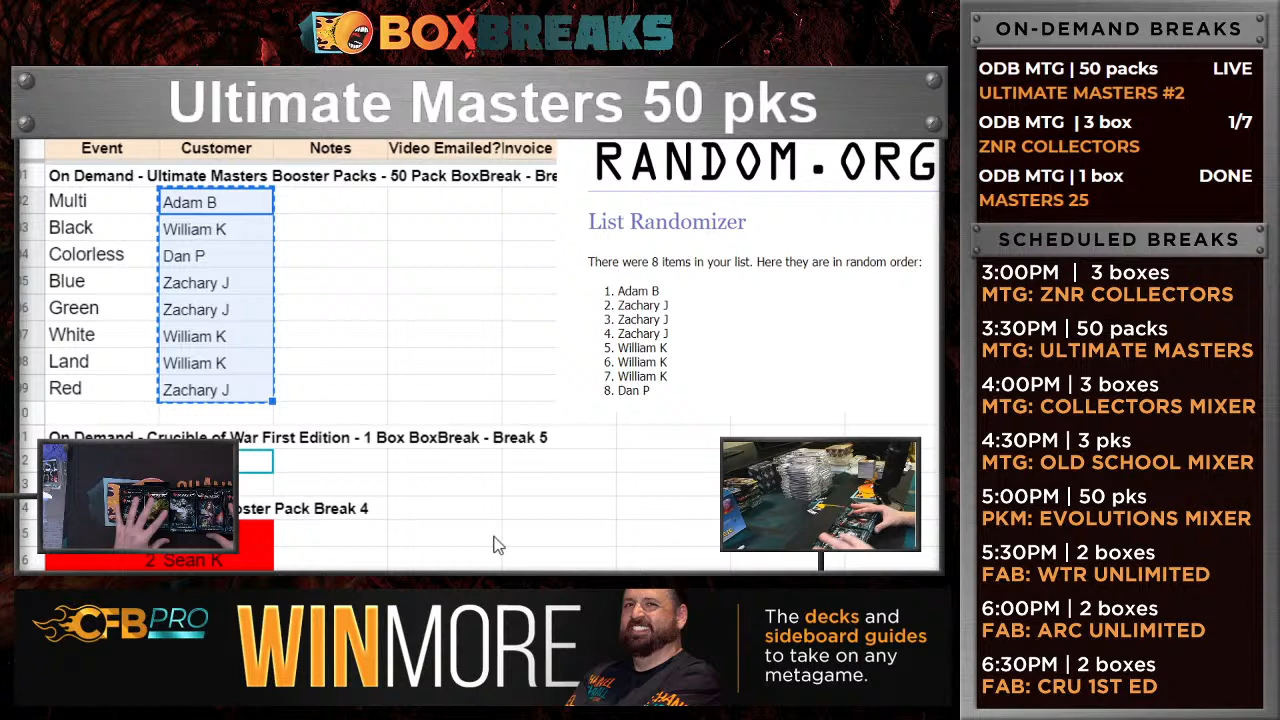 BOXBREAKS
Ultimate Masters 50 pks
Event Customer Notes Video Emailed? Invoice
On Demand - Ultimate Masters Booster Packs - 50 Pack BoxBreak - Bre
Multi Adam B
Black William K
Colorless Dan P
Blue Zachary J
Green Zachary J
White William K
Land William K
Red Zachary J
On Demand - Crucible of War First Edition - 1 Box BoxBreak - Break 5
oster Pack Break 4
2 Sean K
RANDOM.ORG
List Randomizer
There were 8 items in your list. Here they are in random order:
1. Adam B
2. Zachary J
3. Zachary J
4. Zachary J
5. William K
6. William K
7. William K
8. Dan P
CFB PRO
WINMORE
The decks and
sideboard guides
to take on any
metagame.
ON-DEMAND BREAKS
ODB MTG | 50 packs LIVE
ULTIMATE MASTERS #2
ODB MTG | 3 box 1/7
ZNR COLLECTORS
ODB MTG | 1 box DONE
MASTERS 25
SCHEDULED BREAKS
3:00PM | 3 boxes
MTG: ZNR COLLECTORS
3:30PM | 50 packs
MTG: ULTIMATE MASTERS
4:00PM | 3 boxes
MTG: COLLECTORS MIXER
4:30PM | 3 pks
MTG: OLD SCHOOL MIXER
5:00PM | 50 pks
PKM: EVOLUTIONS MIXER
5:30PM | 2 boxes
FAB: WTR UNLIMITED
6:00PM | 2 boxes
FAB: ARC UNLIMITED
6:30PM | 2 boxes
FAB: CRU 1ST ED